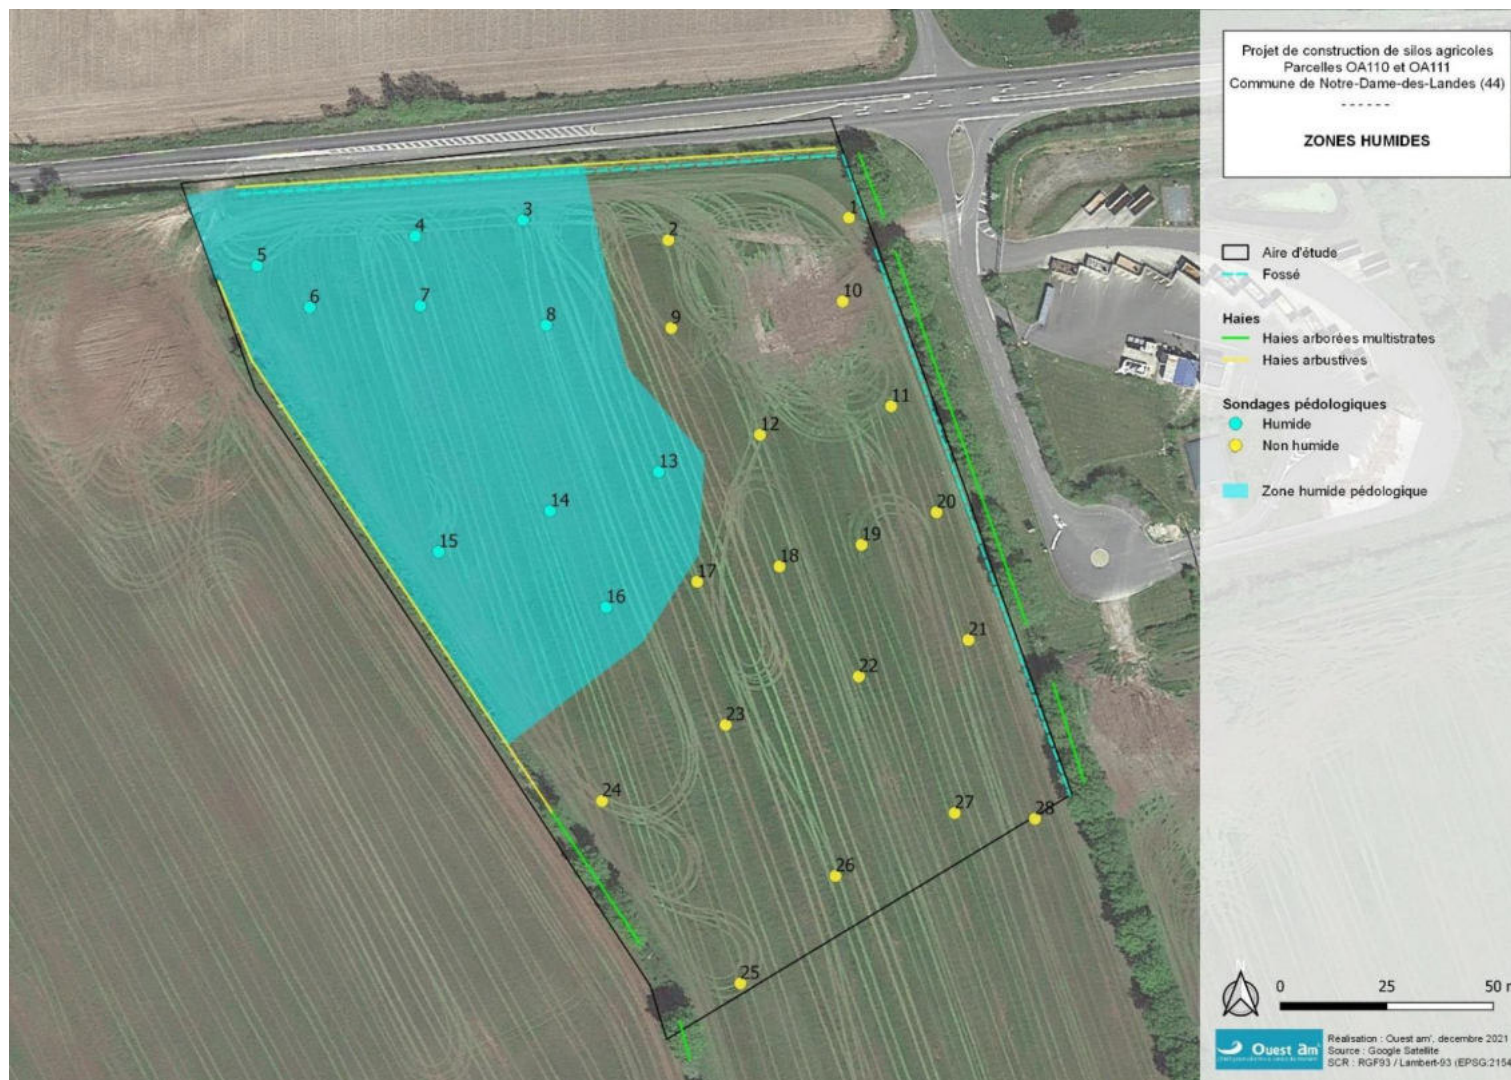 Projet de construction de silos agricoles
Parcelles OA110 et OA111
Commune de Notre-Dame-des-Landes (44)
------
ZONES HUMIDES
Aire d'étude
Fossé
Haies
Haies arborées multistrates
Haies arbustives
Sondages pédologiques
Humide
Non humide
Zone humide pédologique
1
2
3
4
5
6
7
8
9
10
11
12
13
14
15
16
17
18
19
20
21
22
23
24
25
26
27
28
N
0 25 50 m
Ouest am'
Réalisation : Ouest am', decembre 2021
Source : Google Satellite
SCR : RGF93 / Lambert-93 (EPSG:2154